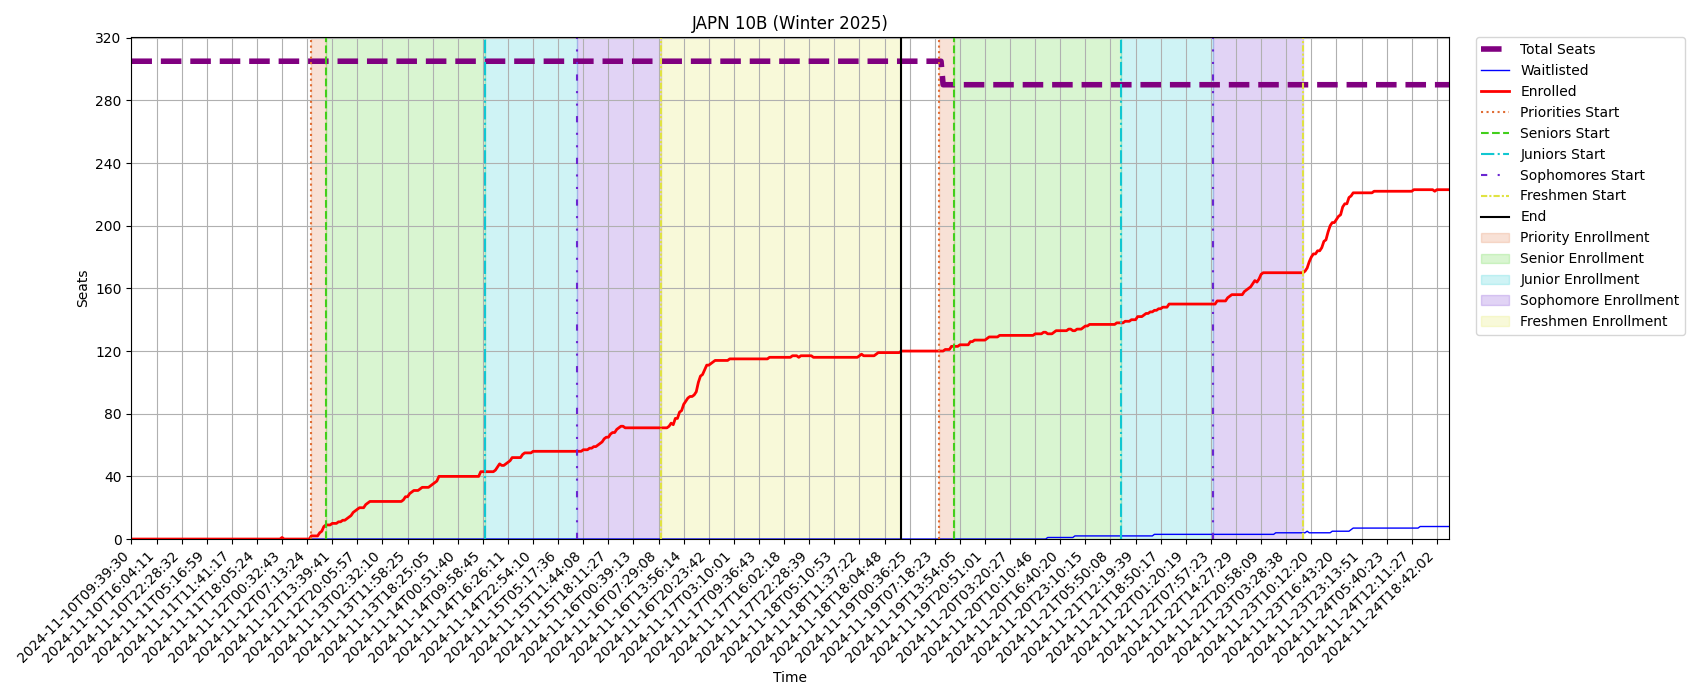 JAPN 10B (Winter 2025)
Seats
320
280
240
200
160
120
80
40
0
2024-11-10T09:39:30
2024-11-10T16:04:11
2024-11-10T22:28:32
2024-11-11T05:16:59
2024-11-11T11:41:17
2024-11-11T18:05:24
2024-11-12T00:32:43
2024-11-12T07:13:24
2024-11-12T13:39:41
2024-11-12T20:05:57
2024-11-13T03:32:10
2024-11-13T11:58:25
2024-11-13T18:25:05
2024-11-14T00:51:40
2024-11-14T09:58:45
2024-11-14T16:26:11
2024-11-14T22:54:10
2024-11-15T05:17:36
2024-11-15T11:44:08
2024-11-15T18:11:27
2024-11-16T00:39:13
2024-11-16T07:29:08
2024-11-16T13:56:14
2024-11-16T20:23:42
2024-11-17T03:10:01
2024-11-17T09:36:43
2024-11-17T16:02:18
2024-11-17T22:28:39
2024-11-18T05:10:53
2024-11-18T11:37:22
2024-11-18T18:04:48
2024-11-19T00:36:25
2024-11-19T07:18:23
2024-11-19T13:54:05
2024-11-19T20:51:01
2024-11-20T03:20:27
2024-11-20T10:10:46
2024-11-20T16:40:20
2024-11-20T23:10:15
2024-11-21T05:50:08
2024-11-21T12:19:39
2024-11-21T18:50:17
2024-11-22T01:20:19
2024-11-22T07:57:23
2024-11-22T14:27:29
2024-11-22T20:58:09
2024-11-23T03:28:38
2024-11-23T10:12:20
2024-11-23T16:43:20
2024-11-23T23:13:51
2024-11-24T05:40:23
2024-11-24T12:11:27
2024-11-24T18:42:02
Time
Total Seats
Waitlisted
Enrolled
Priorities Start
Seniors Start
Juniors Start
Sophomores Start
Freshmen Start
End
Priority Enrollment
Senior Enrollment
Junior Enrollment
Sophomore Enrollment
Freshmen Enrollment